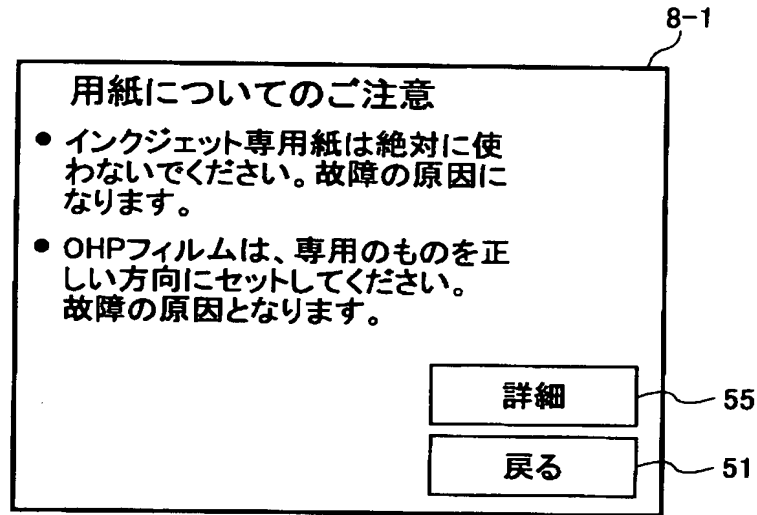 8-1
用紙についてのご注意
● インクジェット専用紙は絶対に使
わないでください。故障の原因に
なります。
● OHPフィルムは、専用のものを正
しい方向にセットしてください。
故障の原因となります。
詳細
55
戻る
51